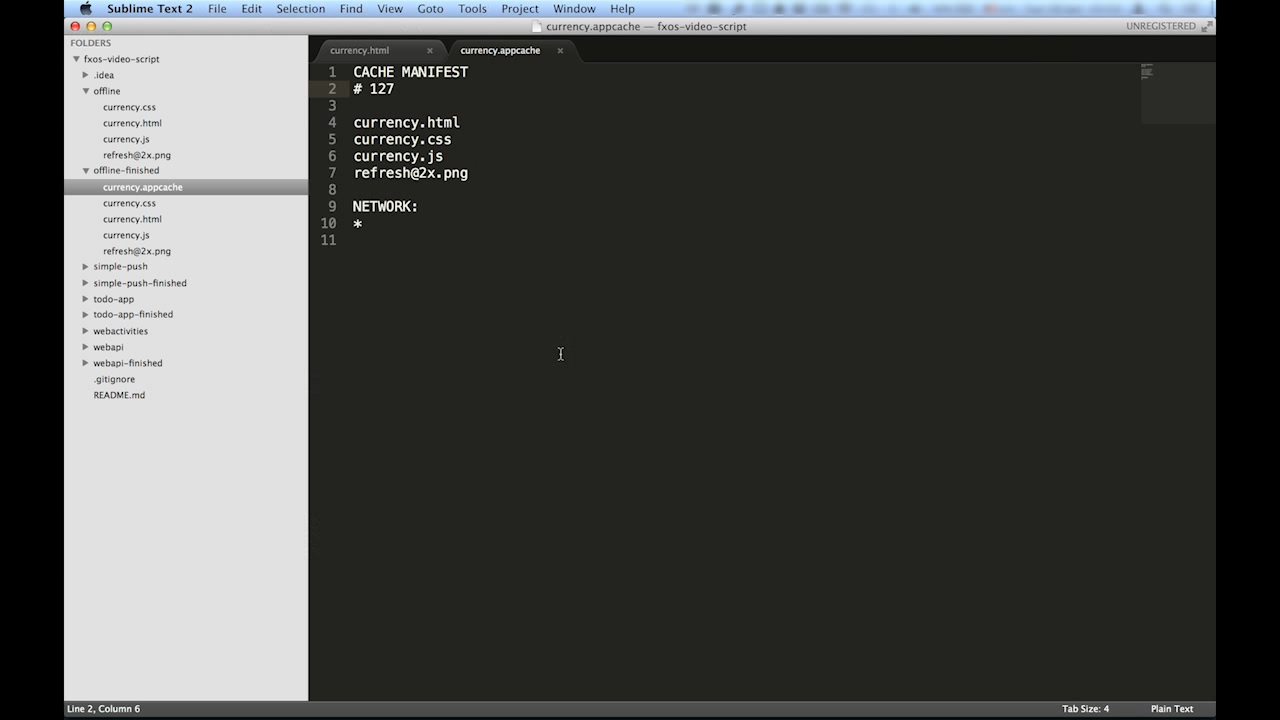 Sublime Text 2 File Edit Selection Find View Goto Tools Project Window Help
currency.appcache — fxos-video-script UNREGISTERED
FOLDERS
fxos-video-script
.idea
offline
currency.css
currency.html
currency.js
refresh@2x.png
offline-finished
currency.appcache
currency.css
currency.html
currency.js
refresh@2x.png
simple-push
simple-push-finished
todo-app
todo-app-finished
webactivities
webapi
webapi-finished
.gitignore
README.md
currency.html × currency.appcache ×
1 CACHE MANIFEST
2 # 127
3
4 currency.html
5 currency.css
6 currency.js
7 refresh@2x.png
8
9 NETWORK:
10 *
11
Line 2, Column 6 Tab Size: 4 Plain Text